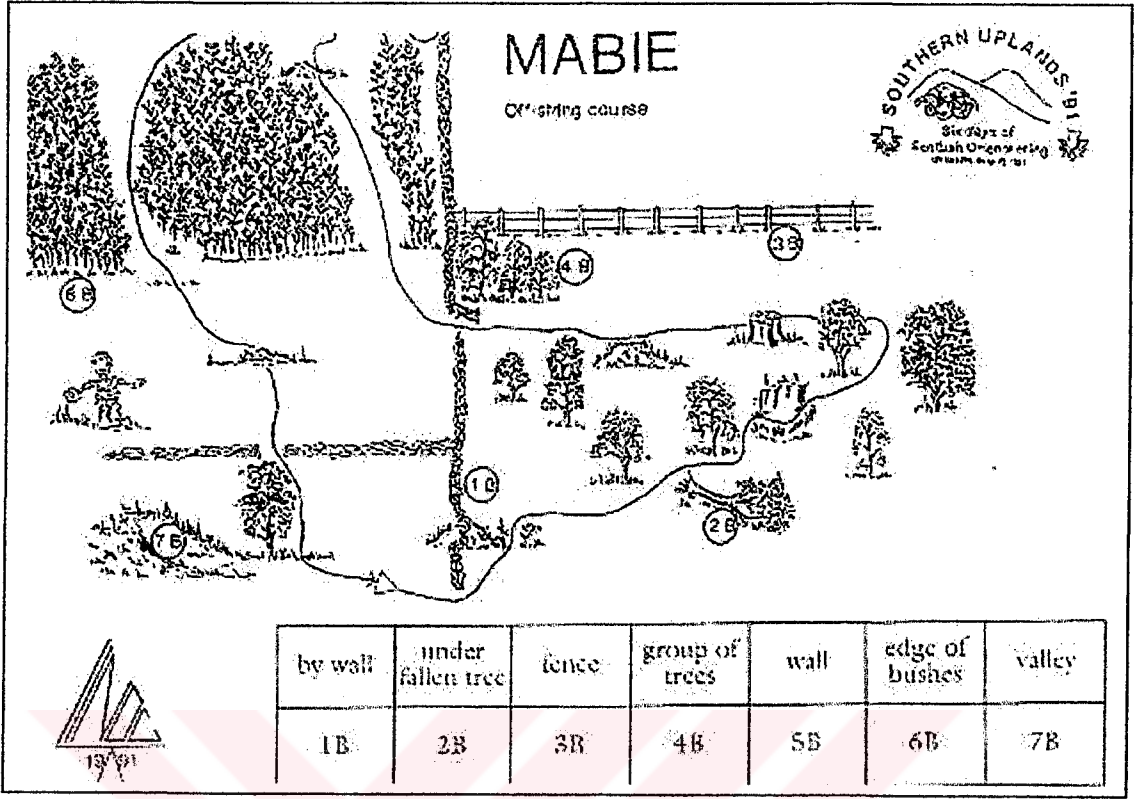 MABIE
Off-string course
SOUTHERN UPLANDS '91
Six days of
Scottish Orienteering
6B
4B
3B
1B
2B
7B
by wall
under
fallen tree
fence
group of
trees
wall
edge of
bushes
valley
1B
2B
3B
4B
5B
6B
7B
1991